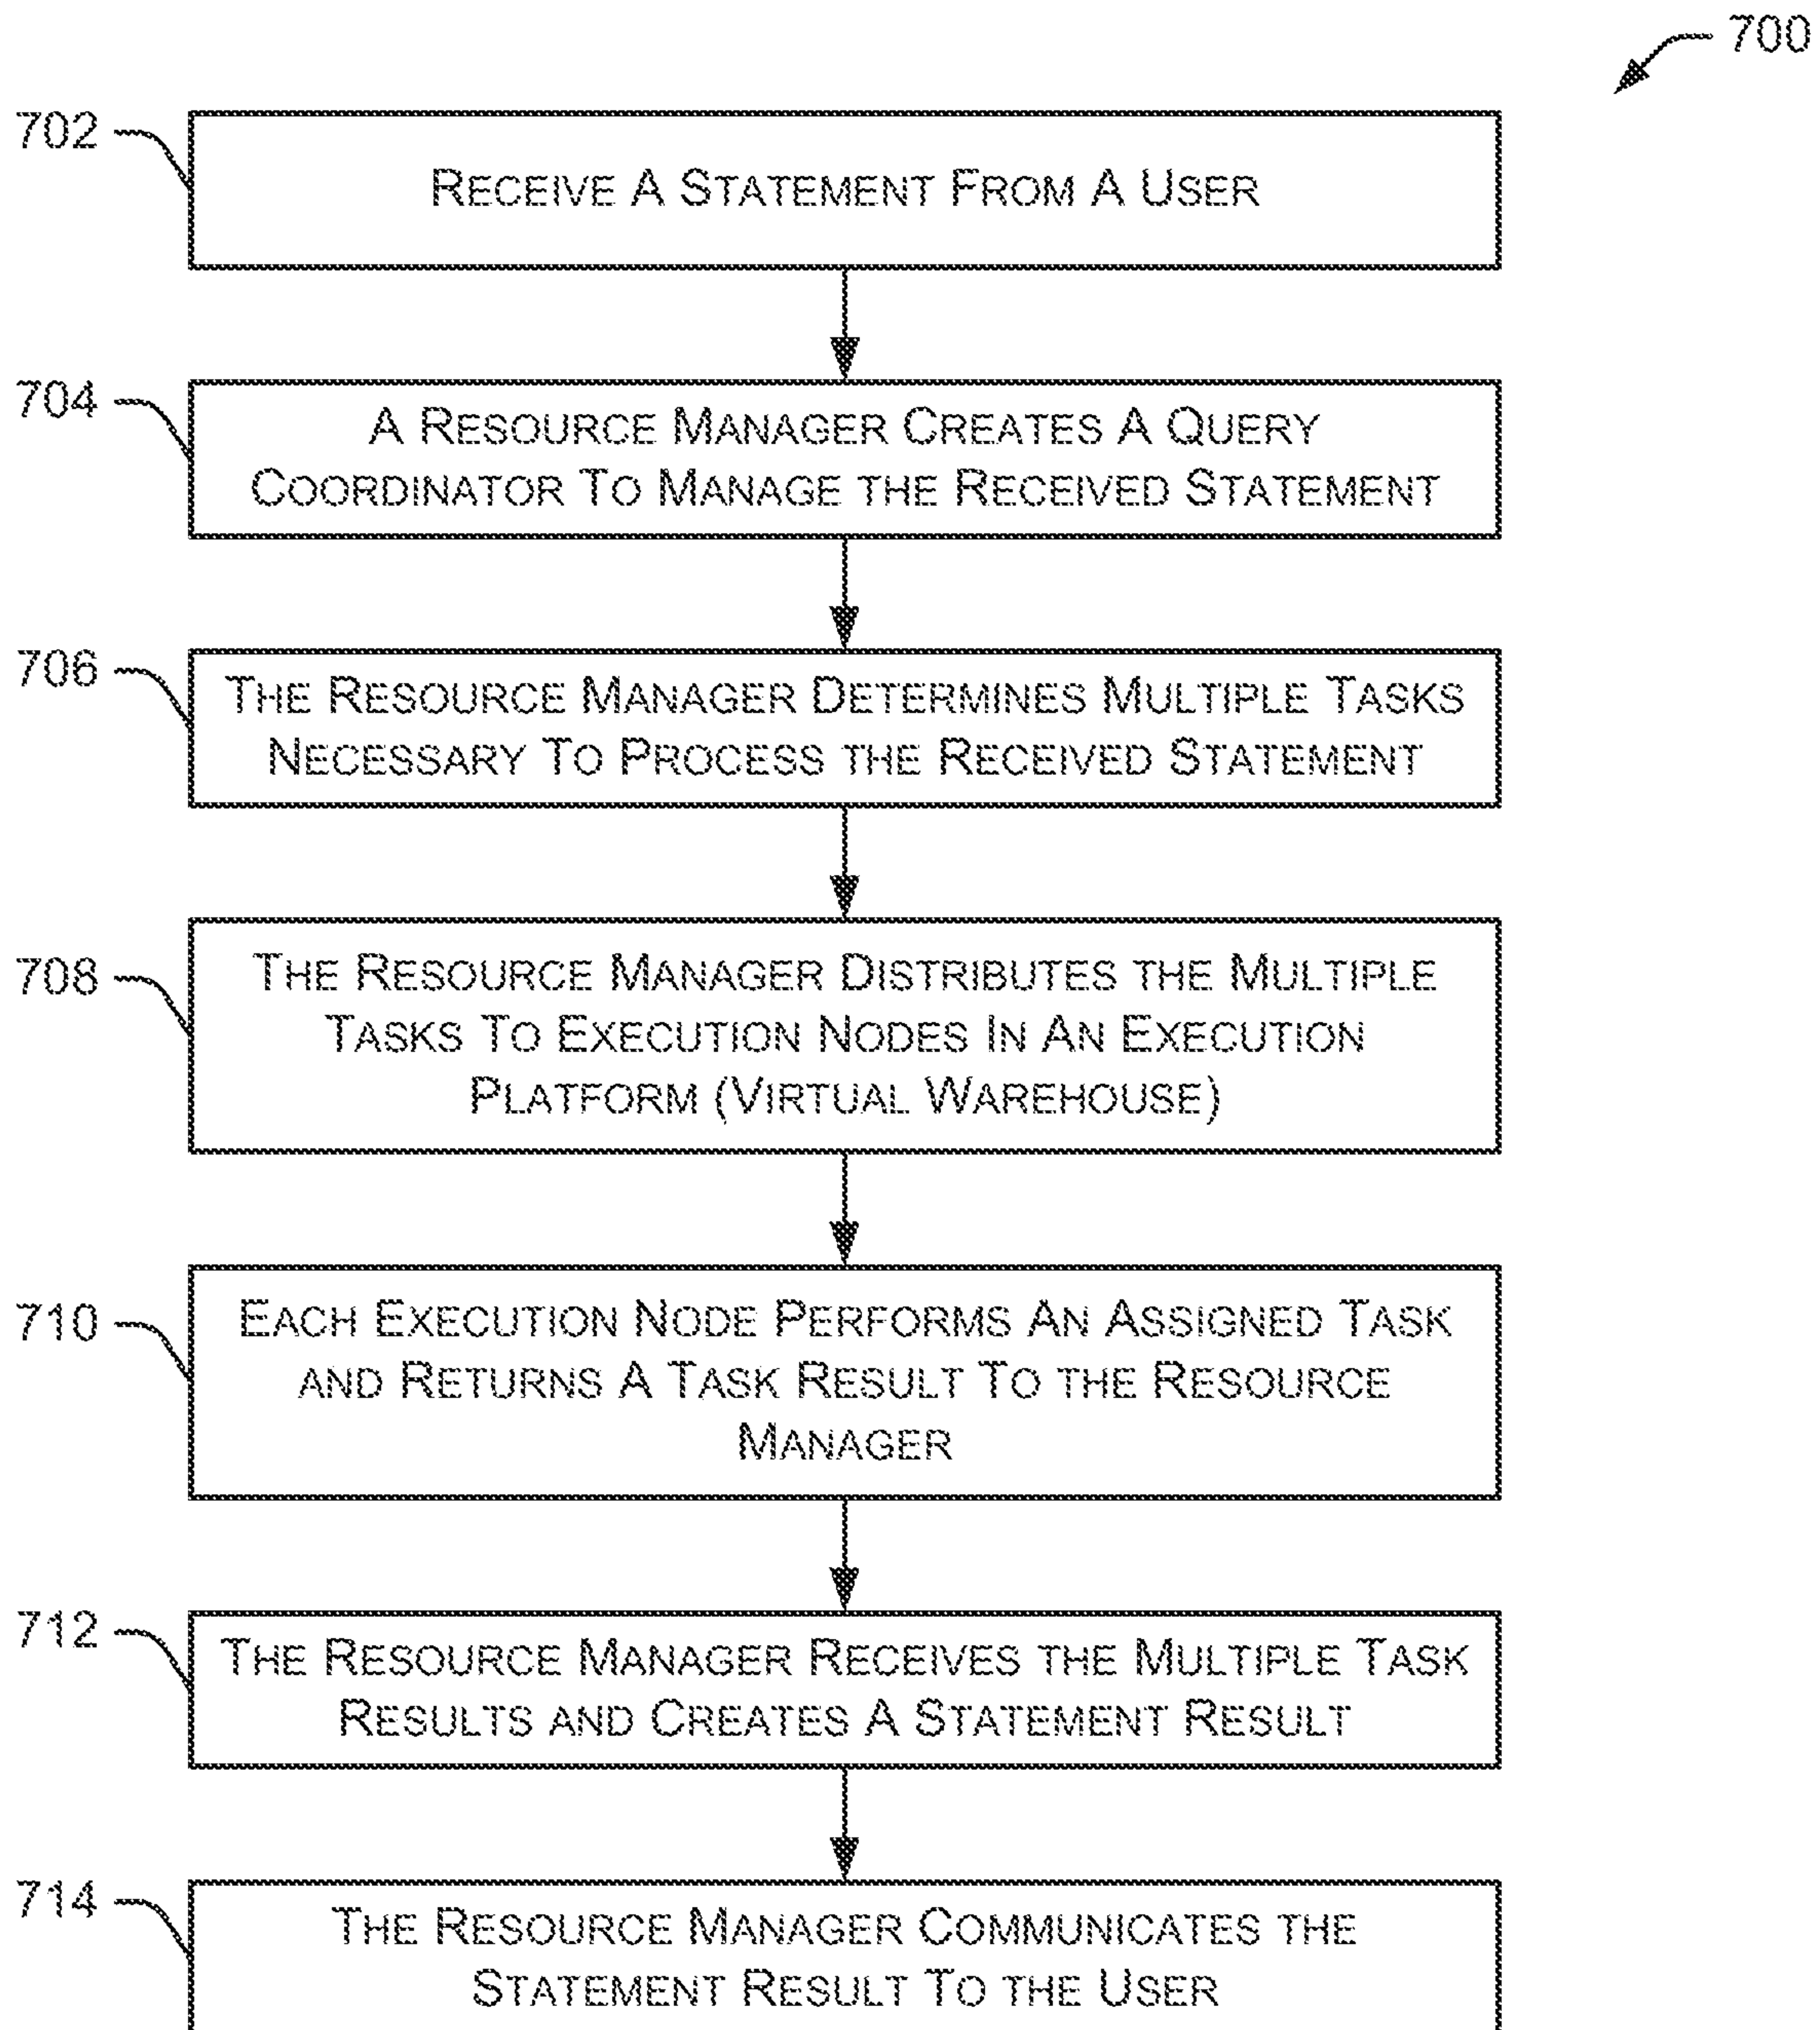 700
702
RECEIVE A STATEMENT FROM A USER
704
A RESOURCE MANAGER CREATES A QUERY
COORDINATOR TO MANAGE THE RECEIVED STATEMENT
706
THE RESOURCE MANAGER DETERMINES MULTIPLE TASKS
NECESSARY TO PROCESS THE RECEIVED STATEMENT
708
THE RESOURCE MANAGER DISTRIBUTES THE MULTIPLE
TASKS TO EXECUTION NODES IN AN EXECUTION
PLATFORM (VIRTUAL WAREHOUSE)
710
EACH EXECUTION NODE PERFORMS AN ASSIGNED TASK
AND RETURNS A TASK RESULT TO THE RESOURCE
MANAGER
712
THE RESOURCE MANAGER RECEIVES THE MULTIPLE TASK
RESULTS AND CREATES A STATEMENT RESULT
714
THE RESOURCE MANAGER COMMUNICATES THE
STATEMENT RESULT TO THE USER